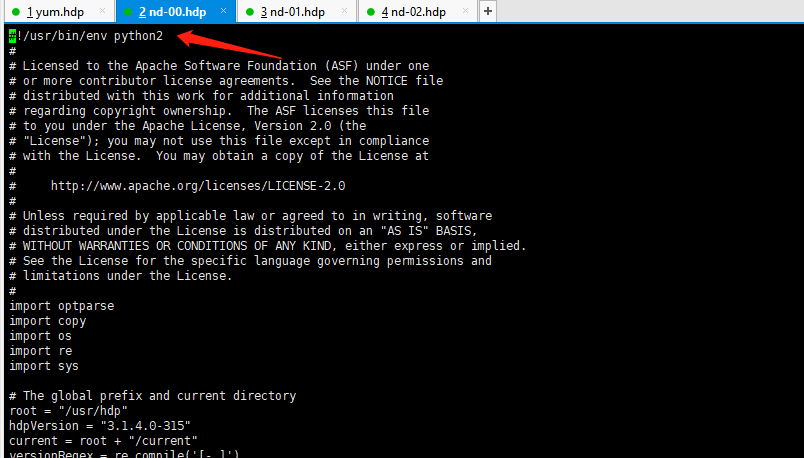 1 yum.hdp × 2 nd-00.hdp × 3 nd-01.hdp × 4 nd-02.hdp × +
#!/usr/bin/env python2
#
# Licensed to the Apache Software Foundation (ASF) under one
# or more contributor license agreements.  See the NOTICE file
# distributed with this work for additional information
# regarding copyright ownership.  The ASF licenses this file
# to you under the Apache License, Version 2.0 (the
# "License"); you may not use this file except in compliance
# with the License.  You may obtain a copy of the License at
#
#     http://www.apache.org/licenses/LICENSE-2.0
#
# Unless required by applicable law or agreed to in writing, software
# distributed under the License is distributed on an "AS IS" BASIS,
# WITHOUT WARRANTIES OR CONDITIONS OF ANY KIND, either express or implied.
# See the License for the specific language governing permissions and
# limitations under the License.
#
import optparse
import copy
import os
import re
import sys

# The global prefix and current directory
root = "/usr/hdp"
hdpVersion = "3.1.4.0-315"
current = root + "/current"
versionRegex = re.compile('[-.]')